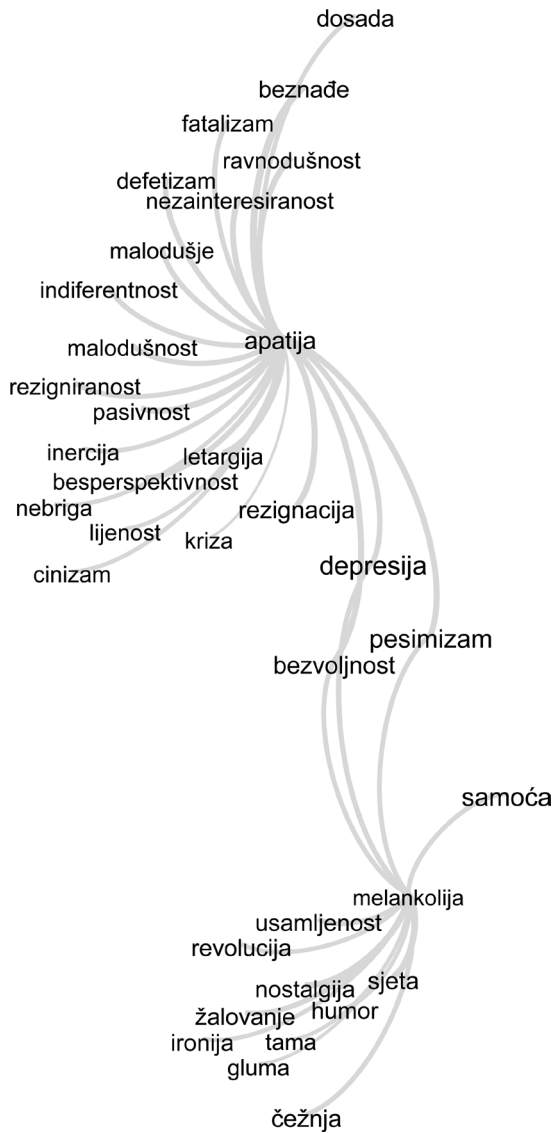 dosada
beznađe
fatalizam
ravnodušnost
defetizam
nezainteresiranost
malodušje
indiferentnost
apatija
malodušnost
rezigniranost
pasivnost
inercija
letargija
besperspektivnost
nebriga
rezignacija
lijenost
kriza
depresija
cinizam
pesimizam
bezvoljnost
samoća
melankolija
usamljenost
revolucija
sjeta
nostalgija
humor
žalovanje
ironija
tama
gluma
čežnja